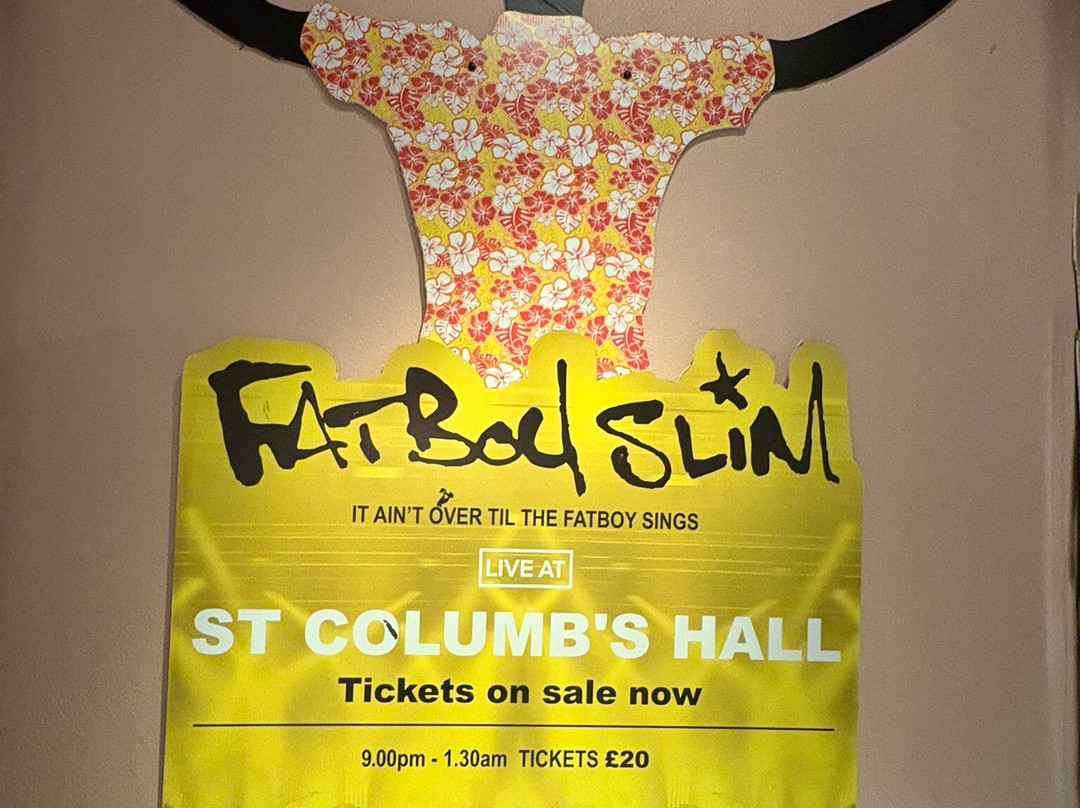 FATBOY SLIM
IT AIN'T OVER TIL THE FATBOY SINGS
LIVE AT
ST COLUMB'S HALL
Tickets on sale now
9.00pm - 1.30am TICKETS £20